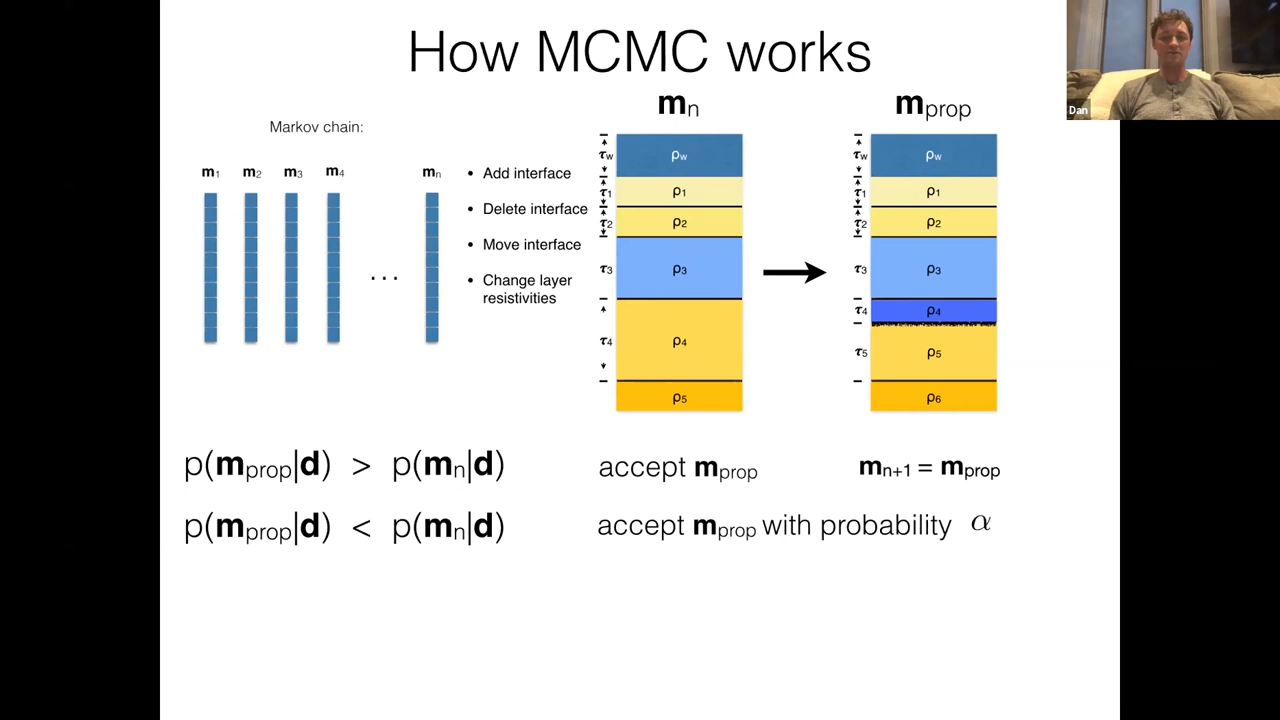 How MCMC works
Dan
Markov chain:
m1 m2 m3 m4 mn
...
• Add interface
• Delete interface
• Move interface
• Change layer
resistivities
mn
τw ρw
τ1 ρ1
τ2 ρ2
τ3 ρ3
τ4 ρ4
ρ5
mprop
τw ρw
τ1 ρ1
τ2 ρ2
τ3 ρ3
τ4 ρ4
τ5 ρ5
ρ6
p(mprop|d) > p(mn|d) accept mprop mn+1 = mprop
p(mprop|d) < p(mn|d) accept mprop with probability α